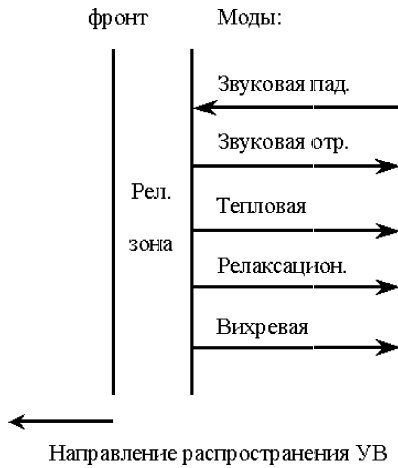 фронт Моды:
Звуковая пад.
Звуковая отр.
Рел.
Тепловая
зона
Релаксацион.
Вихревая
Направление распространения УВ